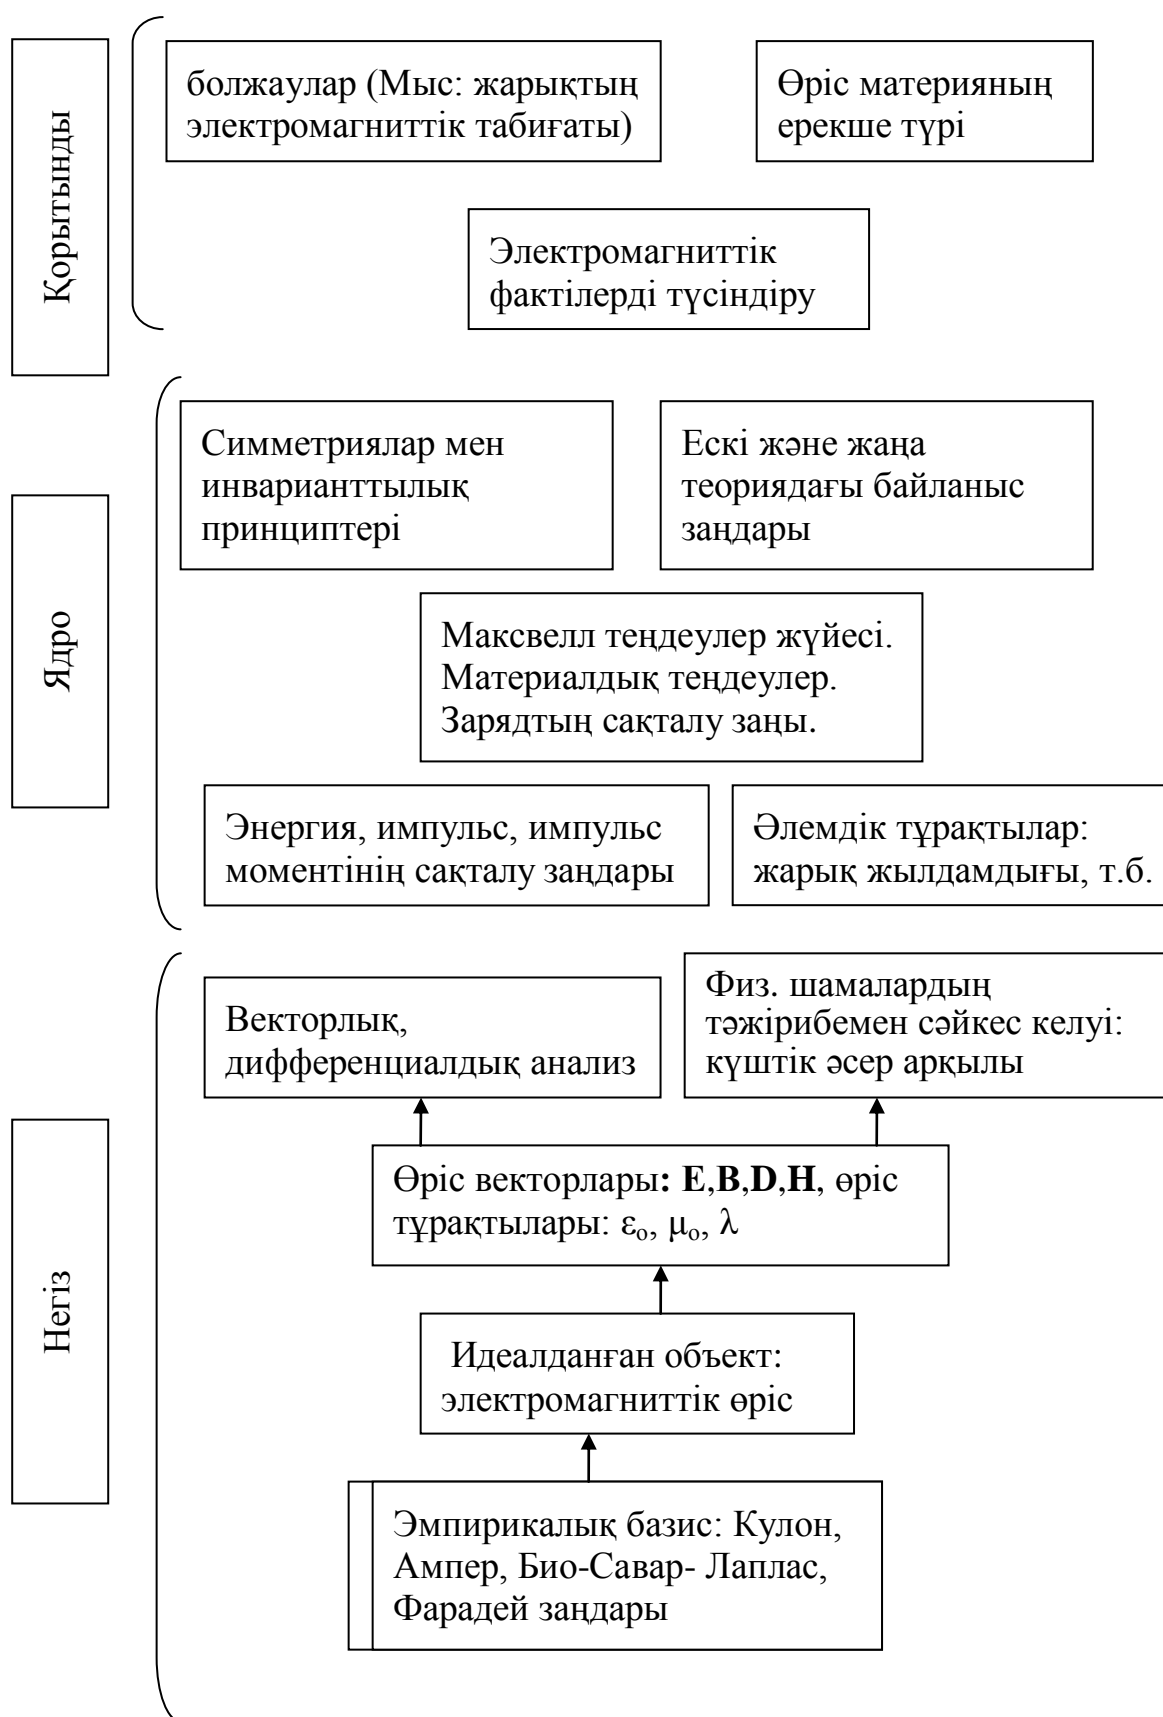 Қорытынды
болжаулар (Мыс: жарықтың
электромагниттік табиғаты)
Өріс материяның
ерекше түрі
Электромагниттік
фактілерді түсіндіру
Ядро
Симметриялар мен
инварианттылық
принциптері
Ескі және жаңа
теориядағы байланыс
заңдары
Максвелл теңдеулер жүйесі.
Материалдық теңдеулер.
Зарядтың сақталу заңы.
Энергия, импульс, импульс
моментінің сақталу заңдары
Әлемдік тұрақтылар:
жарық жылдамдығы, т.б.
Негіз
Векторлық,
дифференциалдық анализ
Физ. шамалардың
тәжірибемен сәйкес келуі:
күштік әсер арқылы
Өріс векторлары: E,B,D,H, өріс
тұрақтылары: εₒ, μₒ, λ
Идеалданған объект:
электромагниттік өріс
Эмпирикалық базис: Кулон,
Ампер, Био-Савар- Лаплас,
Фарадей заңдары